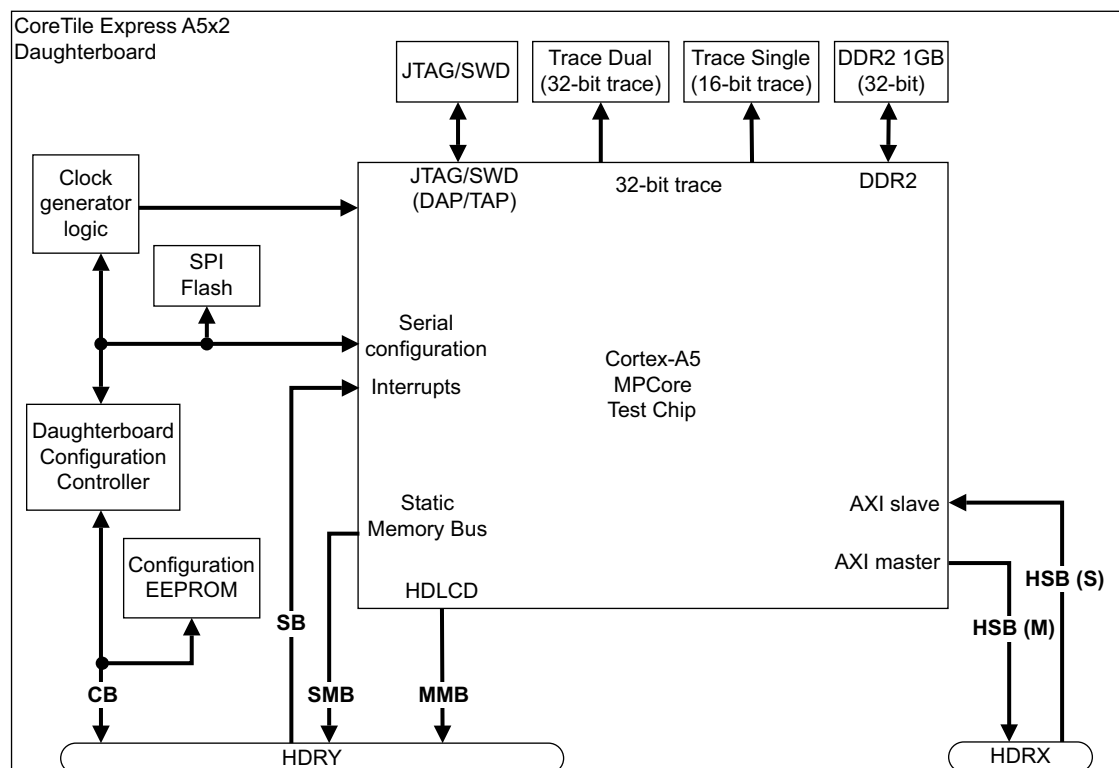 CoreTile Express A5x2
Daughterboard
JTAG/SWD
Trace Dual
(32-bit trace)
Trace Single
(16-bit trace)
DDR2 1GB
(32-bit)
Clock
generator
logic
JTAG/SWD
(DAP/TAP)
32-bit trace
DDR2
SPI
Flash
Serial
configuration
Interrupts
Cortex-A5
MPCore
Test Chip
Daughterboard
Configuration
Controller
Static
Memory Bus
AXI slave
AXI master
Configuration
EEPROM
HDLCD
SB
HSB (S)
HSB (M)
CB
SMB
MMB
HDRY
HDRX